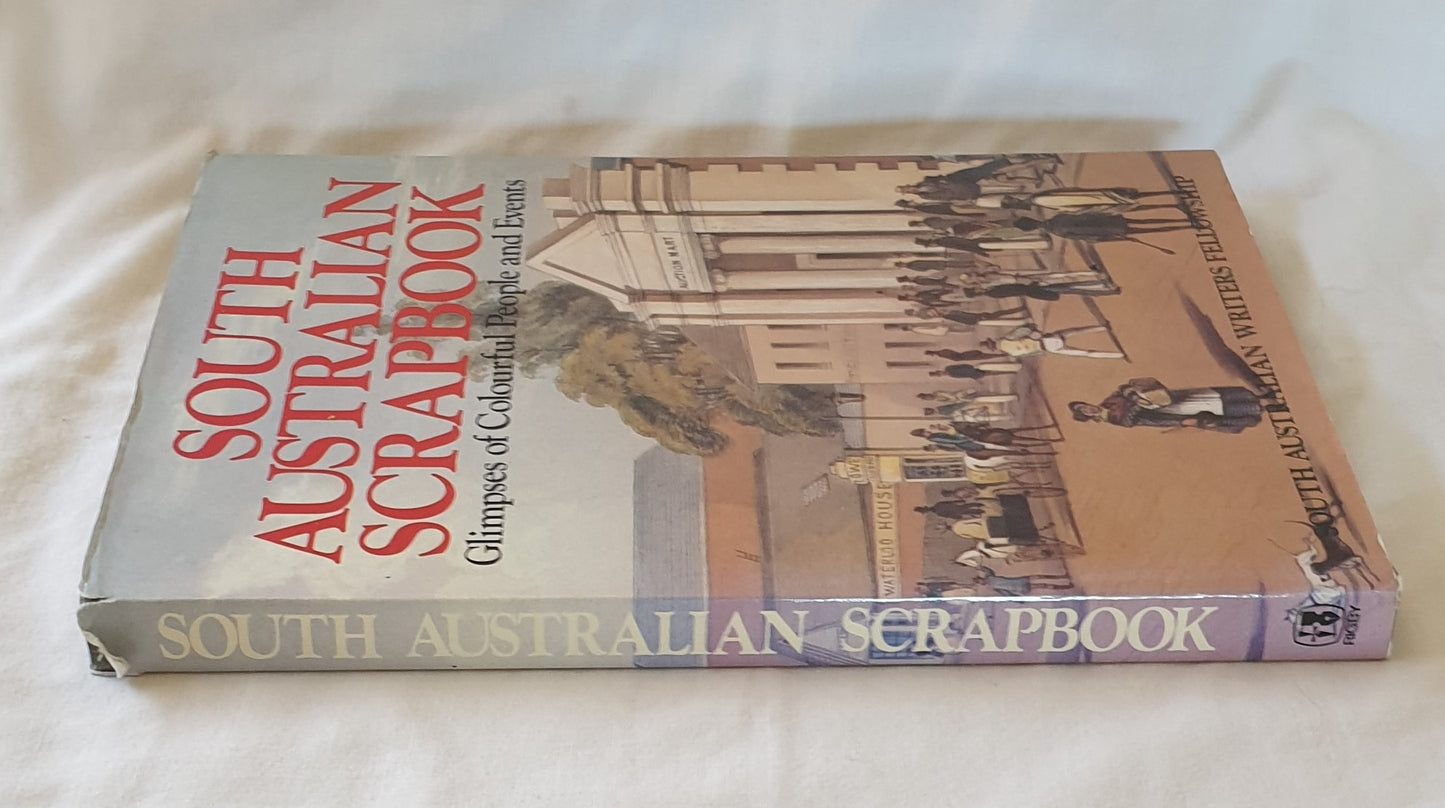 SOUTH
AUSTRALIAN
SCRAPBOOK
Glimpses of Colourful People and Events
AUCTION MART
WATERLOO HOUSE
SOUTH AUSTRALIAN WRITERS FELLOWSHIP
SOUTH AUSTRALIAN SCRAPBOOK
RIGBY